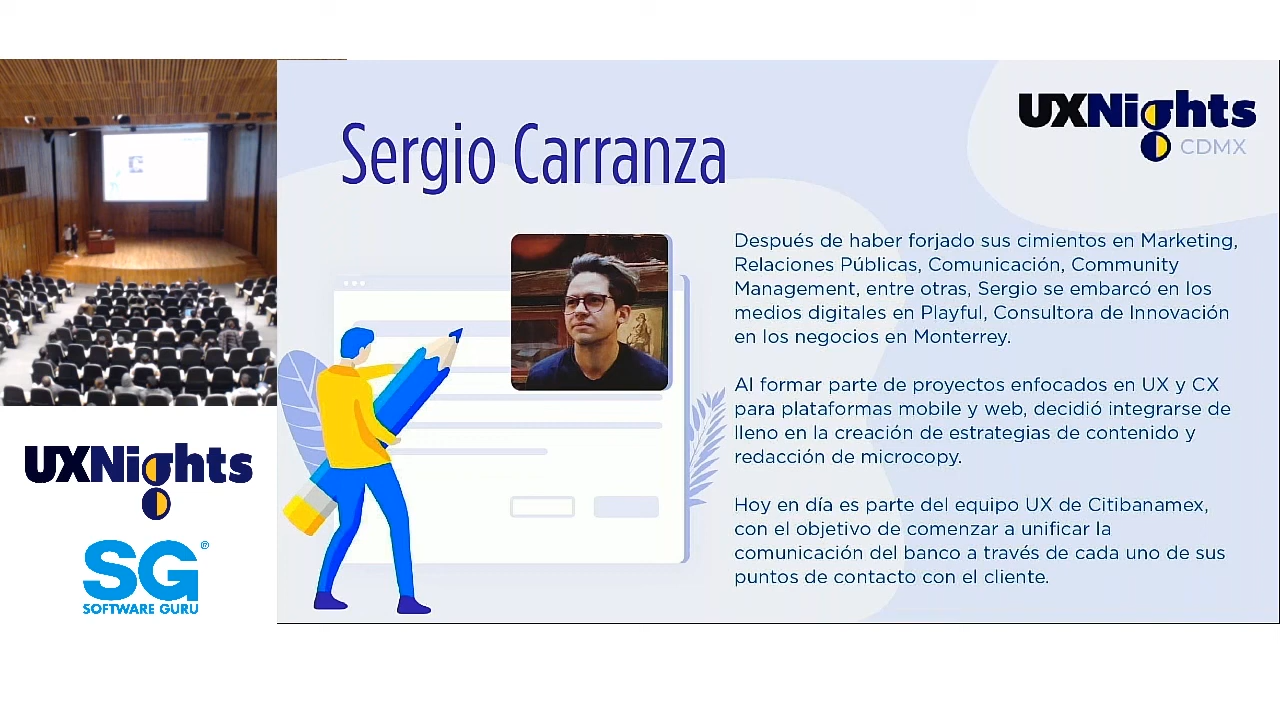 UXNights
CDMX
Sergio Carranza
Después de haber forjado sus cimientos en Marketing,
Relaciones Públicas, Comunicación, Community
Management, entre otras, Sergio se embarcó en los
medios digitales en Playful, Consultora de Innovación
en los negocios en Monterrey.
Al formar parte de proyectos enfocados en UX y CX
para plataformas mobile y web, decidió integrarse de
lleno en la creación de estrategias de contenido y
redacción de microcopy.
Hoy en día es parte del equipo UX de Citibanamex,
con el objetivo de comenzar a unificar la
comunicación del banco a través de cada uno de sus
puntos de contacto con el cliente.
UXNights
SG®
SOFTWARE GURU